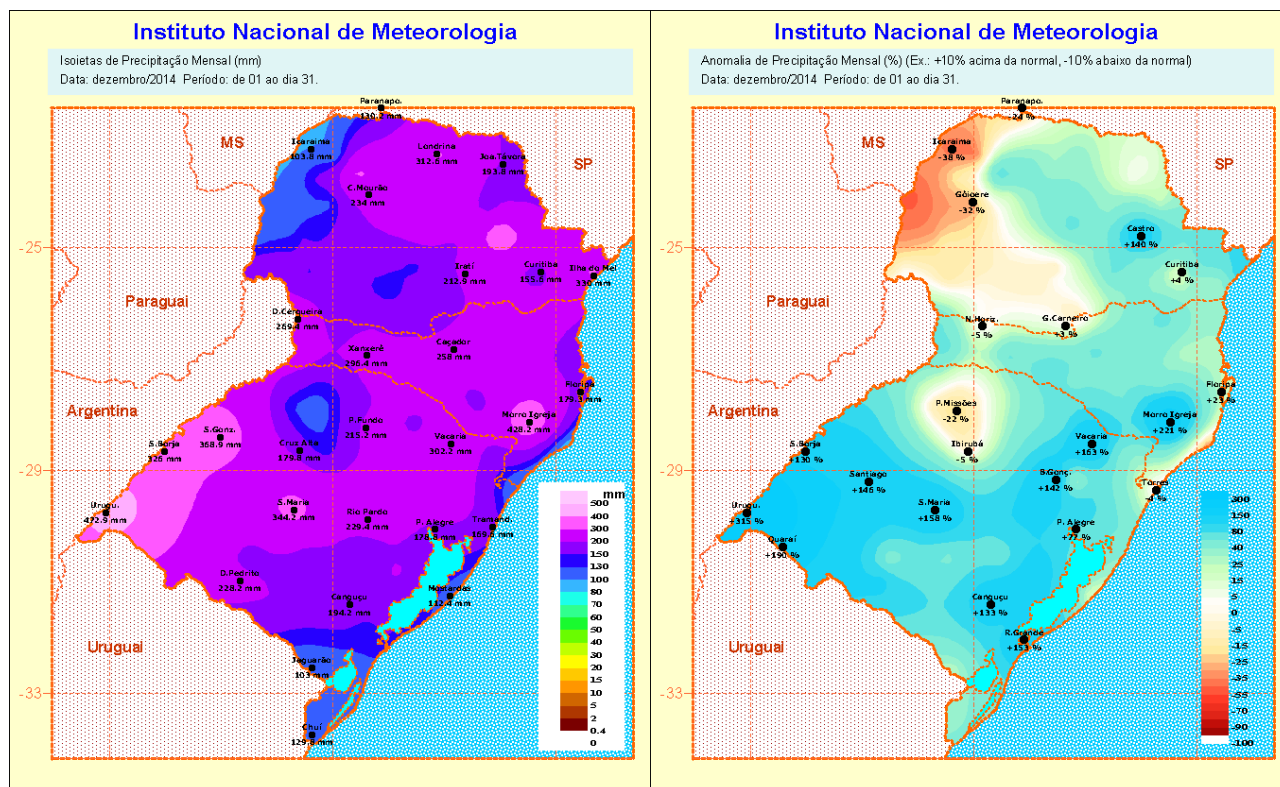 Instituto Nacional de Meteorologia
Isoietas de Precipitação Mensal (mm)
Data: dezembro/2014 Período: de 01 ao dia 31.
Paranapo.
130.2 mm
MS
Icaraima
103.8 mm
Londrina
312.6 mm
Joa.Távora
193.8 mm
SP
C.Mourão
234 mm
-25
Irati
212.9 mm
Curitiba
155.6 mm
Ilha do Mel
330 mm
Paraguai
D.Cerqueira
269.4 mm
Xanxerê
296.4 mm
Caçador
258 mm
Floripa
179.3 mm
Argentina
S.Gonz.
368.9 mm
P.Fundo
215.2 mm
Morro Igreja
428.2 mm
S.Borja
326 mm
Cruz Alta
179.8 mm
Vacaria
302.2 mm
-29
Urugu.
472.9 mm
S.Maria
344.2 mm
Rio Pardo
229.4 mm
P. Alegre
178.8 mm
Tramand.
169.6 mm
D.Pedrito
228.2 mm
Canguçu
194.2 mm
Mostardas
112.4 mm
Uruguai
Jaguarão
103 mm
-33
Chuí
129.8 mm
mm
500
400
300
200
150
130
100
80
70
60
50
40
30
20
15
10
5
2
0.4
0
Instituto Nacional de Meteorologia
Anomalia de Precipitação Mensal (%) (Ex.: +10% acima da normal, -10% abaixo da normal)
Data: dezembro/2014 Período: de 01 ao dia 31.
Paranapo.
-24 %
MS
Icaraima
-38 %
SP
Gôioere
-32 %
Castro
+140 %
-25
Curitiba
+4 %
Paraguai
N.Horiz.
-5 %
G.Carneiro
+3 %
Floripa
+23 %
Argentina
P.Missões
-22 %
Morro Igreja
+221 %
S.Borja
+130 %
Ibirubá
-5 %
Vacaria
+163 %
-29
Santiago
+146 %
B.Gonç.
+142 %
Torres
-4 %
Urugu.
+315 %
S.Maria
+158 %
P. Alegre
+77 %
Quaraí
+190 %
Canguçu
+133 %
R.Grande
+153 %
Uruguai
-33
300
150
80
40
25
15
5
0
-5
-15
-25
-35
-55
-70
-90
-100